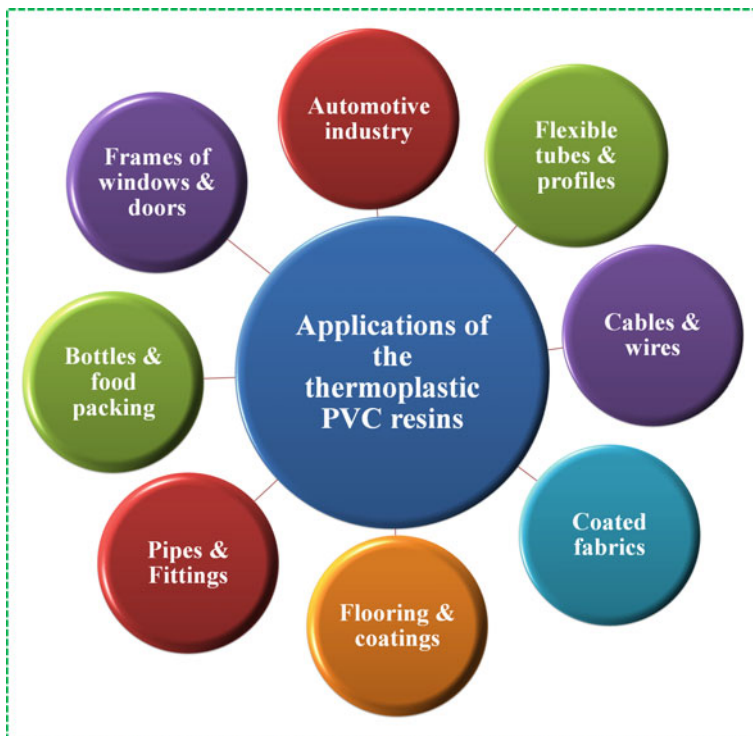 Automotive
industry
Flexible
tubes &
profiles
Cables &
wires
Coated
fabrics
Flooring &
coatings
Pipes &
Fittings
Bottles &
food
packing
Frames of
windows &
doors
Applications of
the
thermoplastic
PVC resins